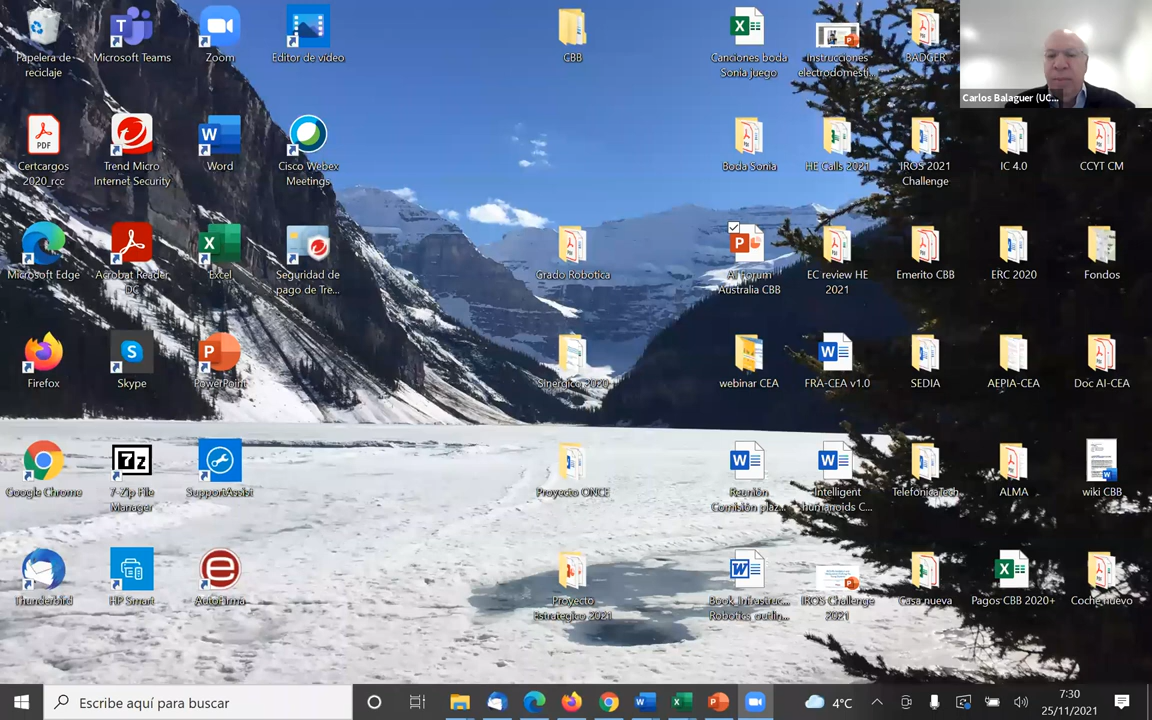 Papelera de
reciclaje
Microsoft Teams
Zoom
Editor de vídeo
CBB
Canciones boda
Sonia juego
Instrucciones
electrodomésti...
BADGER
Carlos Balaguer (UC...
Certcargos
2020_rcc
Trend Micro
Internet Security
Word
Cisco Webex
Meetings
Boda Sonia
HE Calls 2021
IROS 2021
Challenge
IC 4.0
CCYT CM
Microsoft Edge
Acrobat Reader
DC
Excel
Seguridad de
pago de Tre...
Grado Robotica
AI Forum
Australia CBB
EC review HE
2021
Emerito CBB
ERC 2020
Fondos
Firefox
Skype
PowerPoint
Sinergico 2020
webinar CEA
FRA-CEA v1.0
SEDIA
AEPIA-CEA
Doc AI-CEA
Google Chrome
7-Zip File
Manager
SupportAssist
Proyecto ONCE
Reunión
Comisión plaz...
Intelligent
humanoids C...
TelefónicaTech
ALMA
wiki CBB
Thunderbird
HP Smart
AutoFirma
Proyecto
Estrategico 2021
Book_Infrastruc...
Robotics_outlin...
IROS Challenge
2021
Casa nueva
Pagos CBB 2020+
Coche nuevo
Escribe aquí para buscar
4°C
7:30
25/11/2021